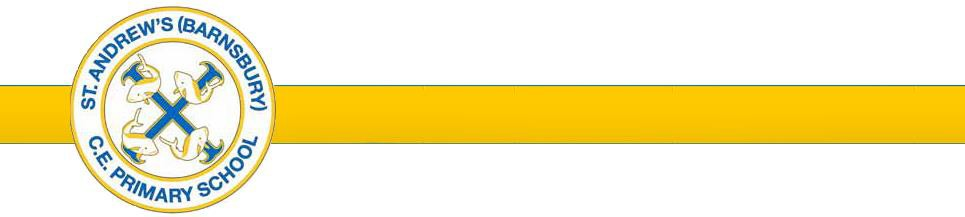 ST. ANDREW'S (BARNSBURY)
C.E. PRIMARY SCHOOL